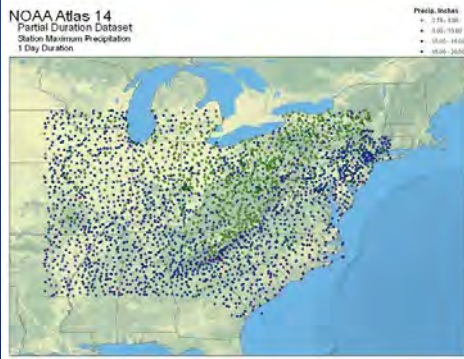 NOAA Atlas 14
Partial Duration Dataset
Station Maximum Precipitation
1 Day Duration
Precip. Inches